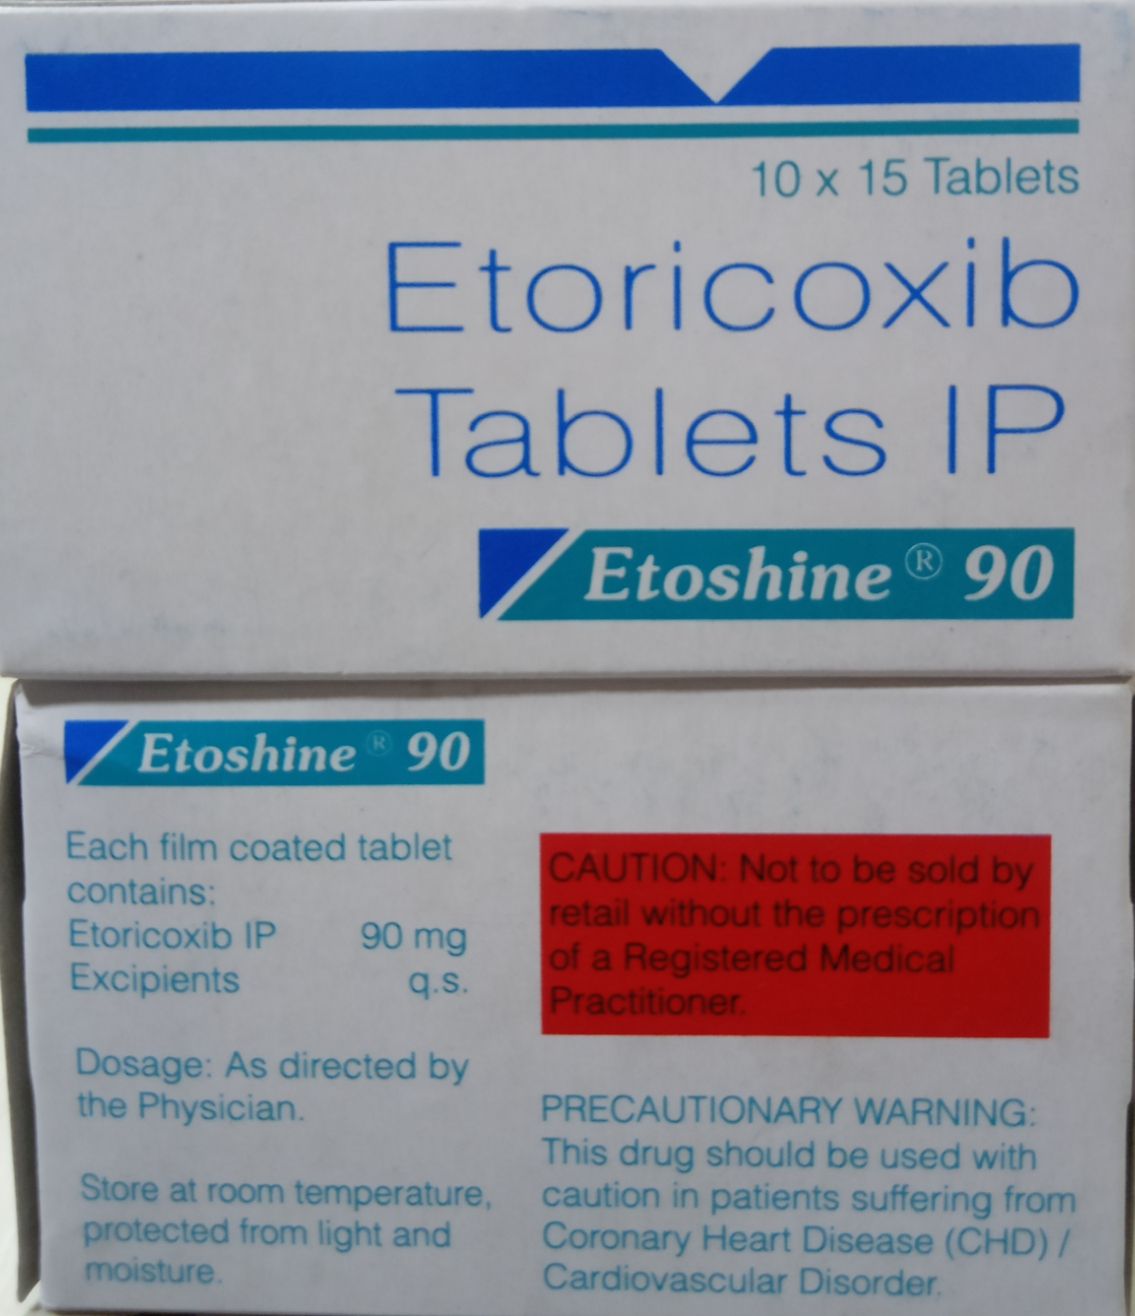 10 x 15 Tablets
Etoricoxib
Tablets IP
Etoshine ® 90
Etoshine ® 90
Each film coated tablet
contains:
Etoricoxib IP 90 mg
Excipients q.s.
Dosage: As directed by
the Physician.
Store at room temperature,
protected from light and
moisture.
CAUTION: Not to be sold by
retail without the prescription
of a Registered Medical
Practitioner.
PRECAUTIONARY WARNING:
This drug should be used with
caution in patients suffering from
Coronary Heart Disease (CHD) /
Cardiovascular Disorder.